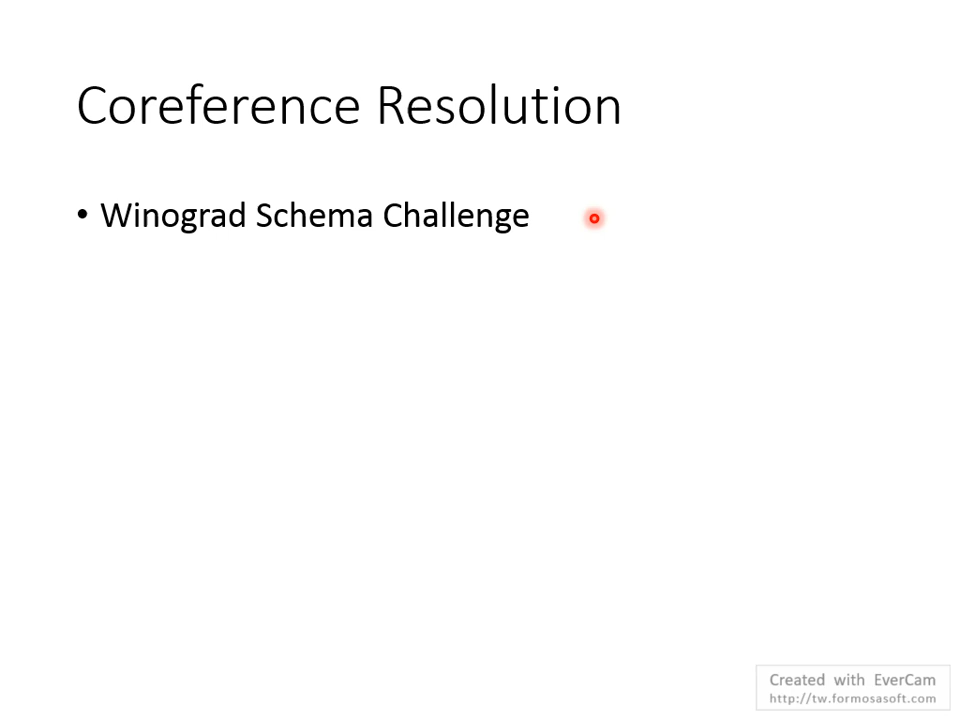 Coreference Resolution
• Winograd Schema Challenge
Created with EverCam
http://tw.formosasoft.com